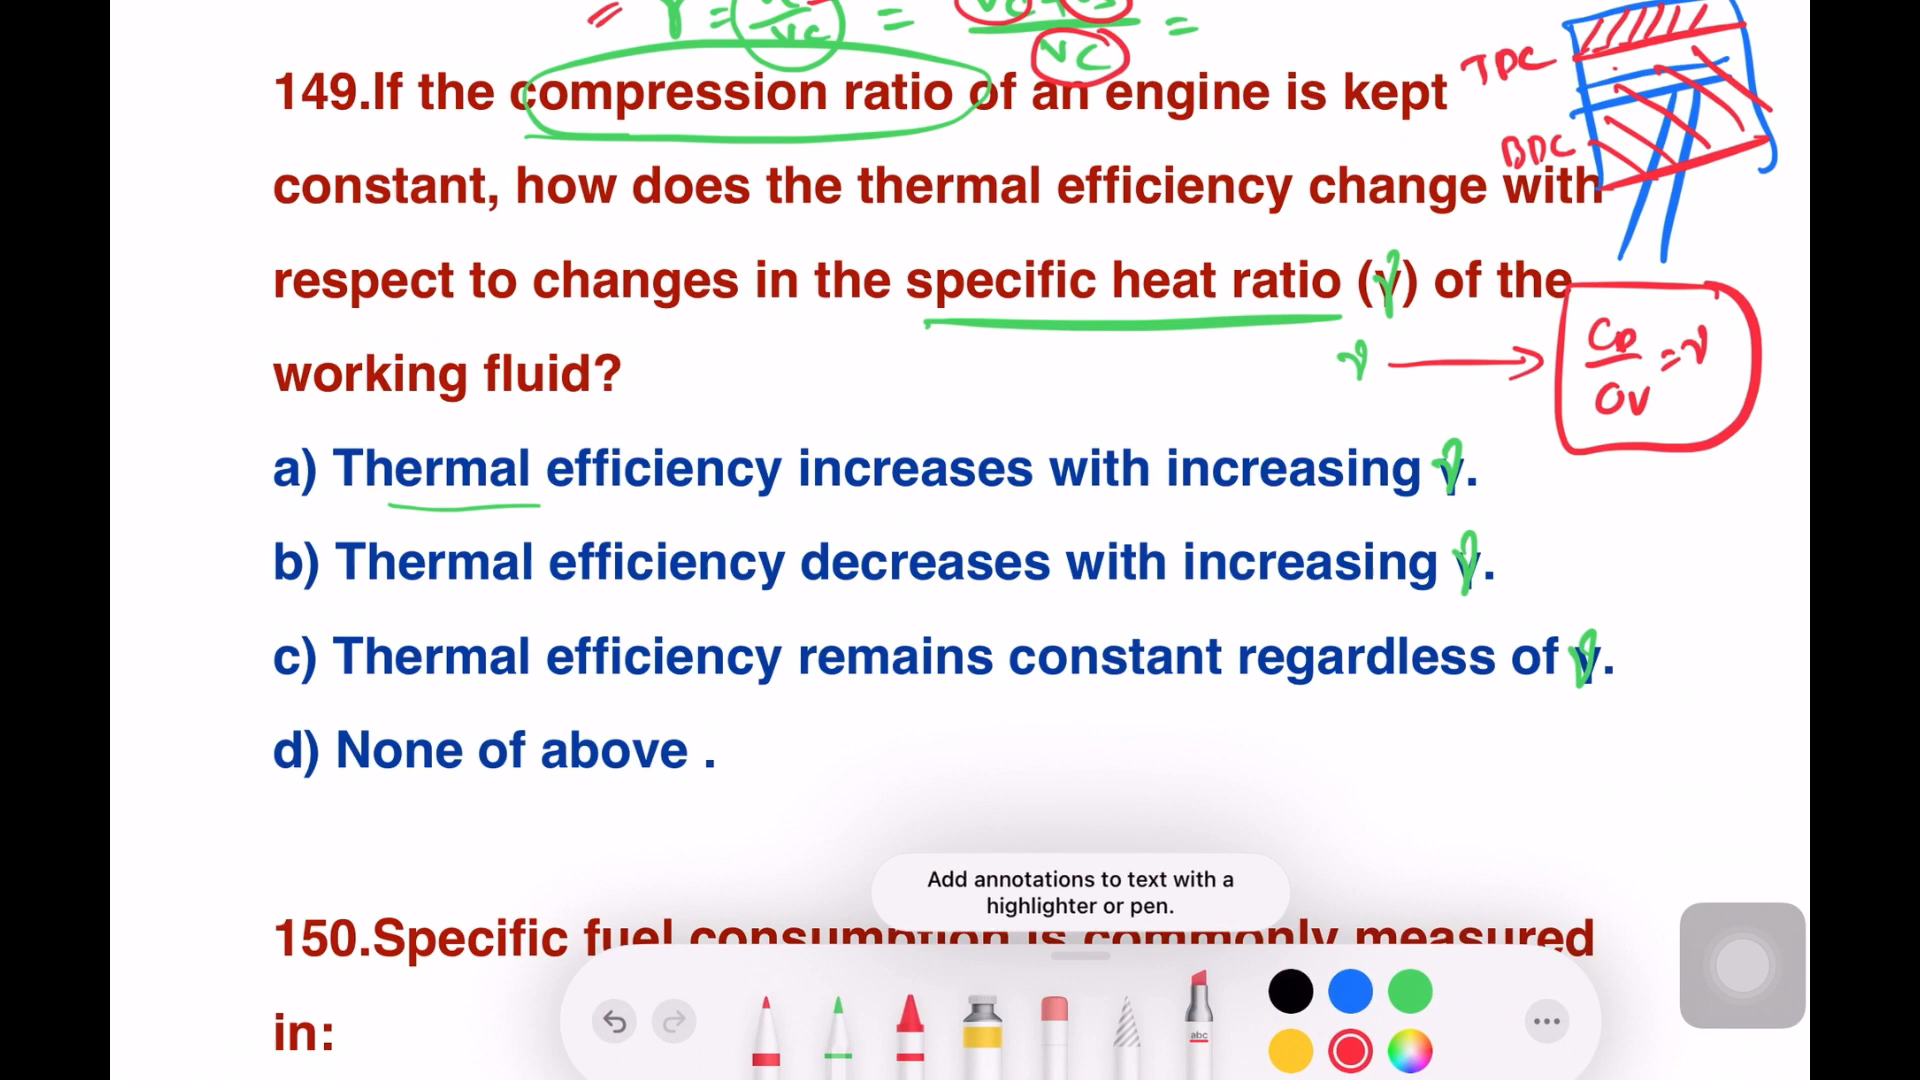 = γ = = =
VC VC
149.If the compression ratio of an engine is kept
TDC
BDC
constant, how does the thermal efficiency change with
respect to changes in the specific heat ratio (γ) of the
working fluid?
γ → Cp = γ
Cv
a) Thermal efficiency increases with increasing γ.
b) Thermal efficiency decreases with increasing γ.
c) Thermal efficiency remains constant regardless of γ.
d) None of above .
Add annotations to text with a
highlighter or pen.
150.Specific fuel consumption is commonly measured
in:
abc